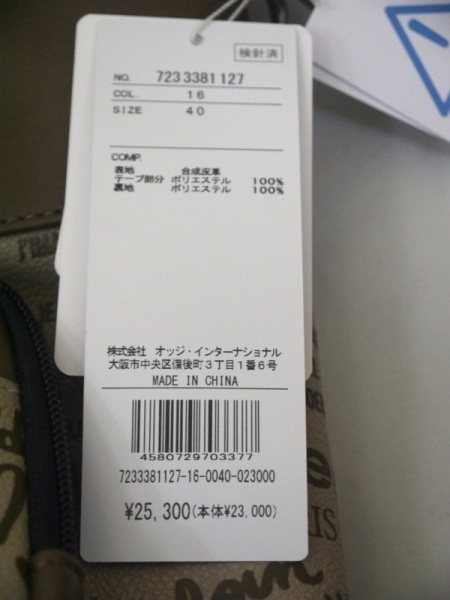 検針済
NO. 7233381127
COL. 16
SIZE 40
COMP.
表地 合成皮革
テープ部分 ポリエステル 100%
裏地 ポリエステル 100%
株式会社 オッジ・インターナショナル
大阪市中央区備後町3丁目1番6号
MADE IN CHINA
4580729703377
7233381127-16-0040-023000
¥25,300(本体¥23,000)